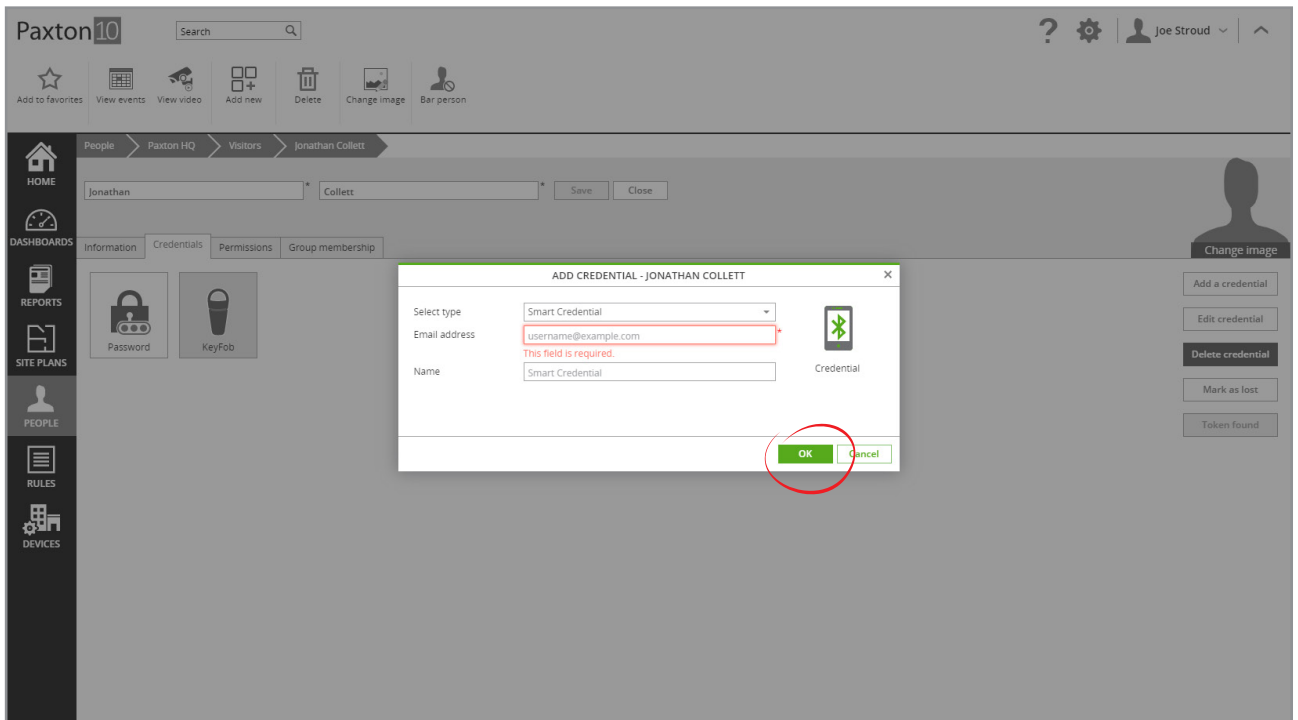 Paxton10
Search
Joe Stroud
Add to favorites View events View video Add new Delete Change image Bar person
People Paxton HQ Visitors Jonathan Collett
HOME
Jonathan * Collett * Save Close
DASHBOARDS
Information Credentials Permissions Group membership
Change image
ADD CREDENTIAL - JONATHAN COLLETT
Add a credential
REPORTS
Select type Smart Credential
Edit credential
Email address username@example.com *
Password KeyFob
This field is required.
Delete credential
SITE PLANS
Name Smart Credential
Credential
Mark as lost
PEOPLE
Token found
OK Cancel
RULES
DEVICES